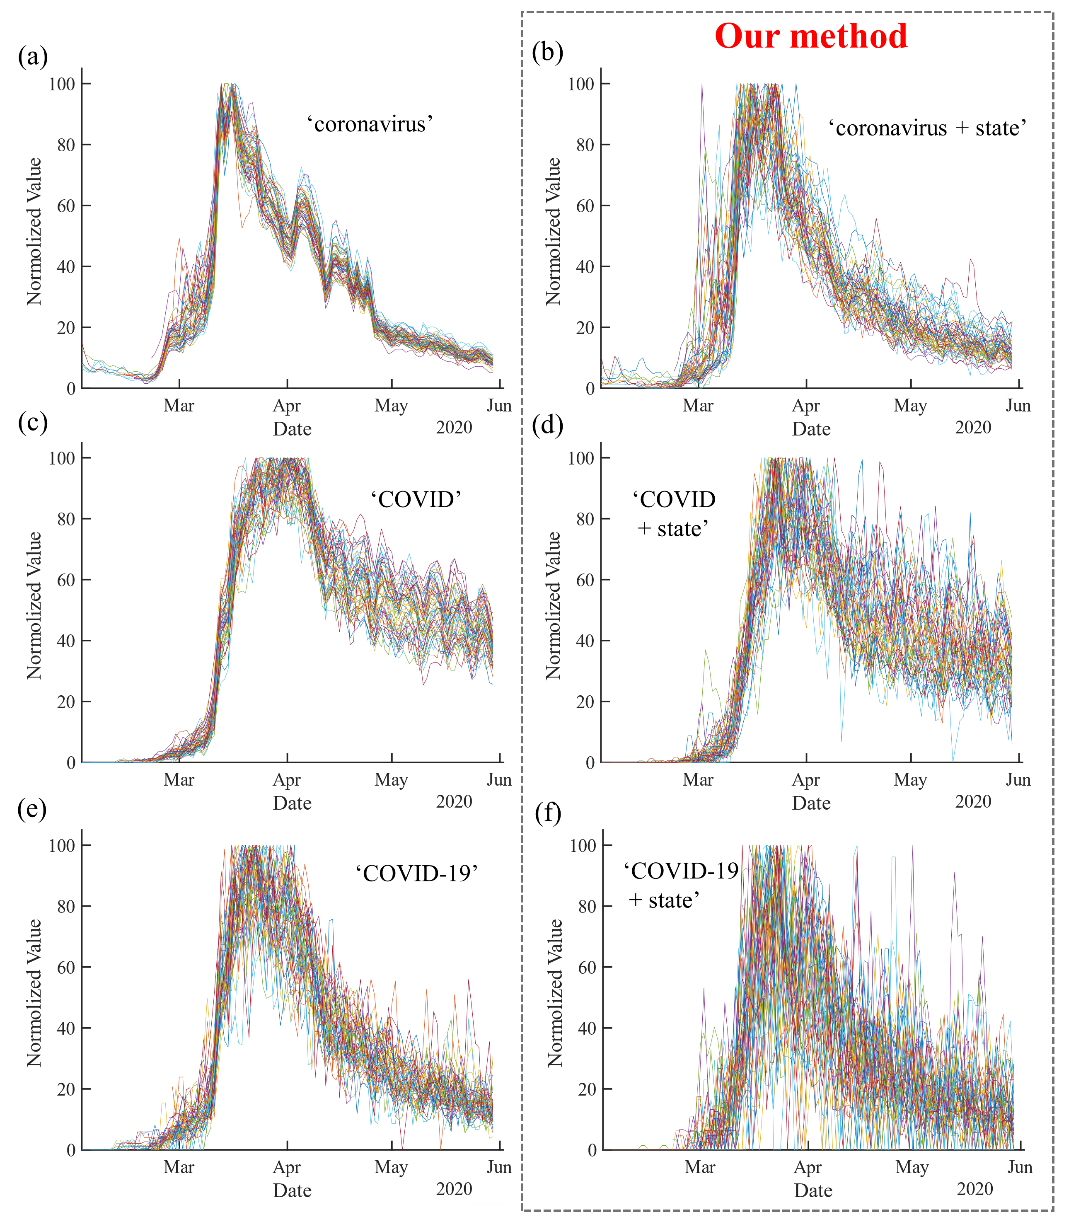 Our method
(a)
100
80
60
40
20
0
Normolized Value
‘coronavirus’
Mar
Apr
May
Jun
Date
2020
(b)
100
80
60
40
20
0
Normolized Value
‘coronavirus + state’
Mar
Apr
May
Jun
Date
2020
(c)
100
80
60
40
20
0
Normolized Value
‘COVID’
Mar
Apr
May
Jun
Date
2020
(d)
100
80
60
40
20
0
Normolized Value
‘COVID
+ state’
Mar
Apr
May
Jun
Date
2020
(e)
100
80
60
40
20
0
Normolized Value
‘COVID-19’
Mar
Apr
May
Jun
Date
2020
(f)
100
80
60
40
20
0
Normolized Value
‘COVID-19
+ state’
Mar
Apr
May
Jun
Date
2020